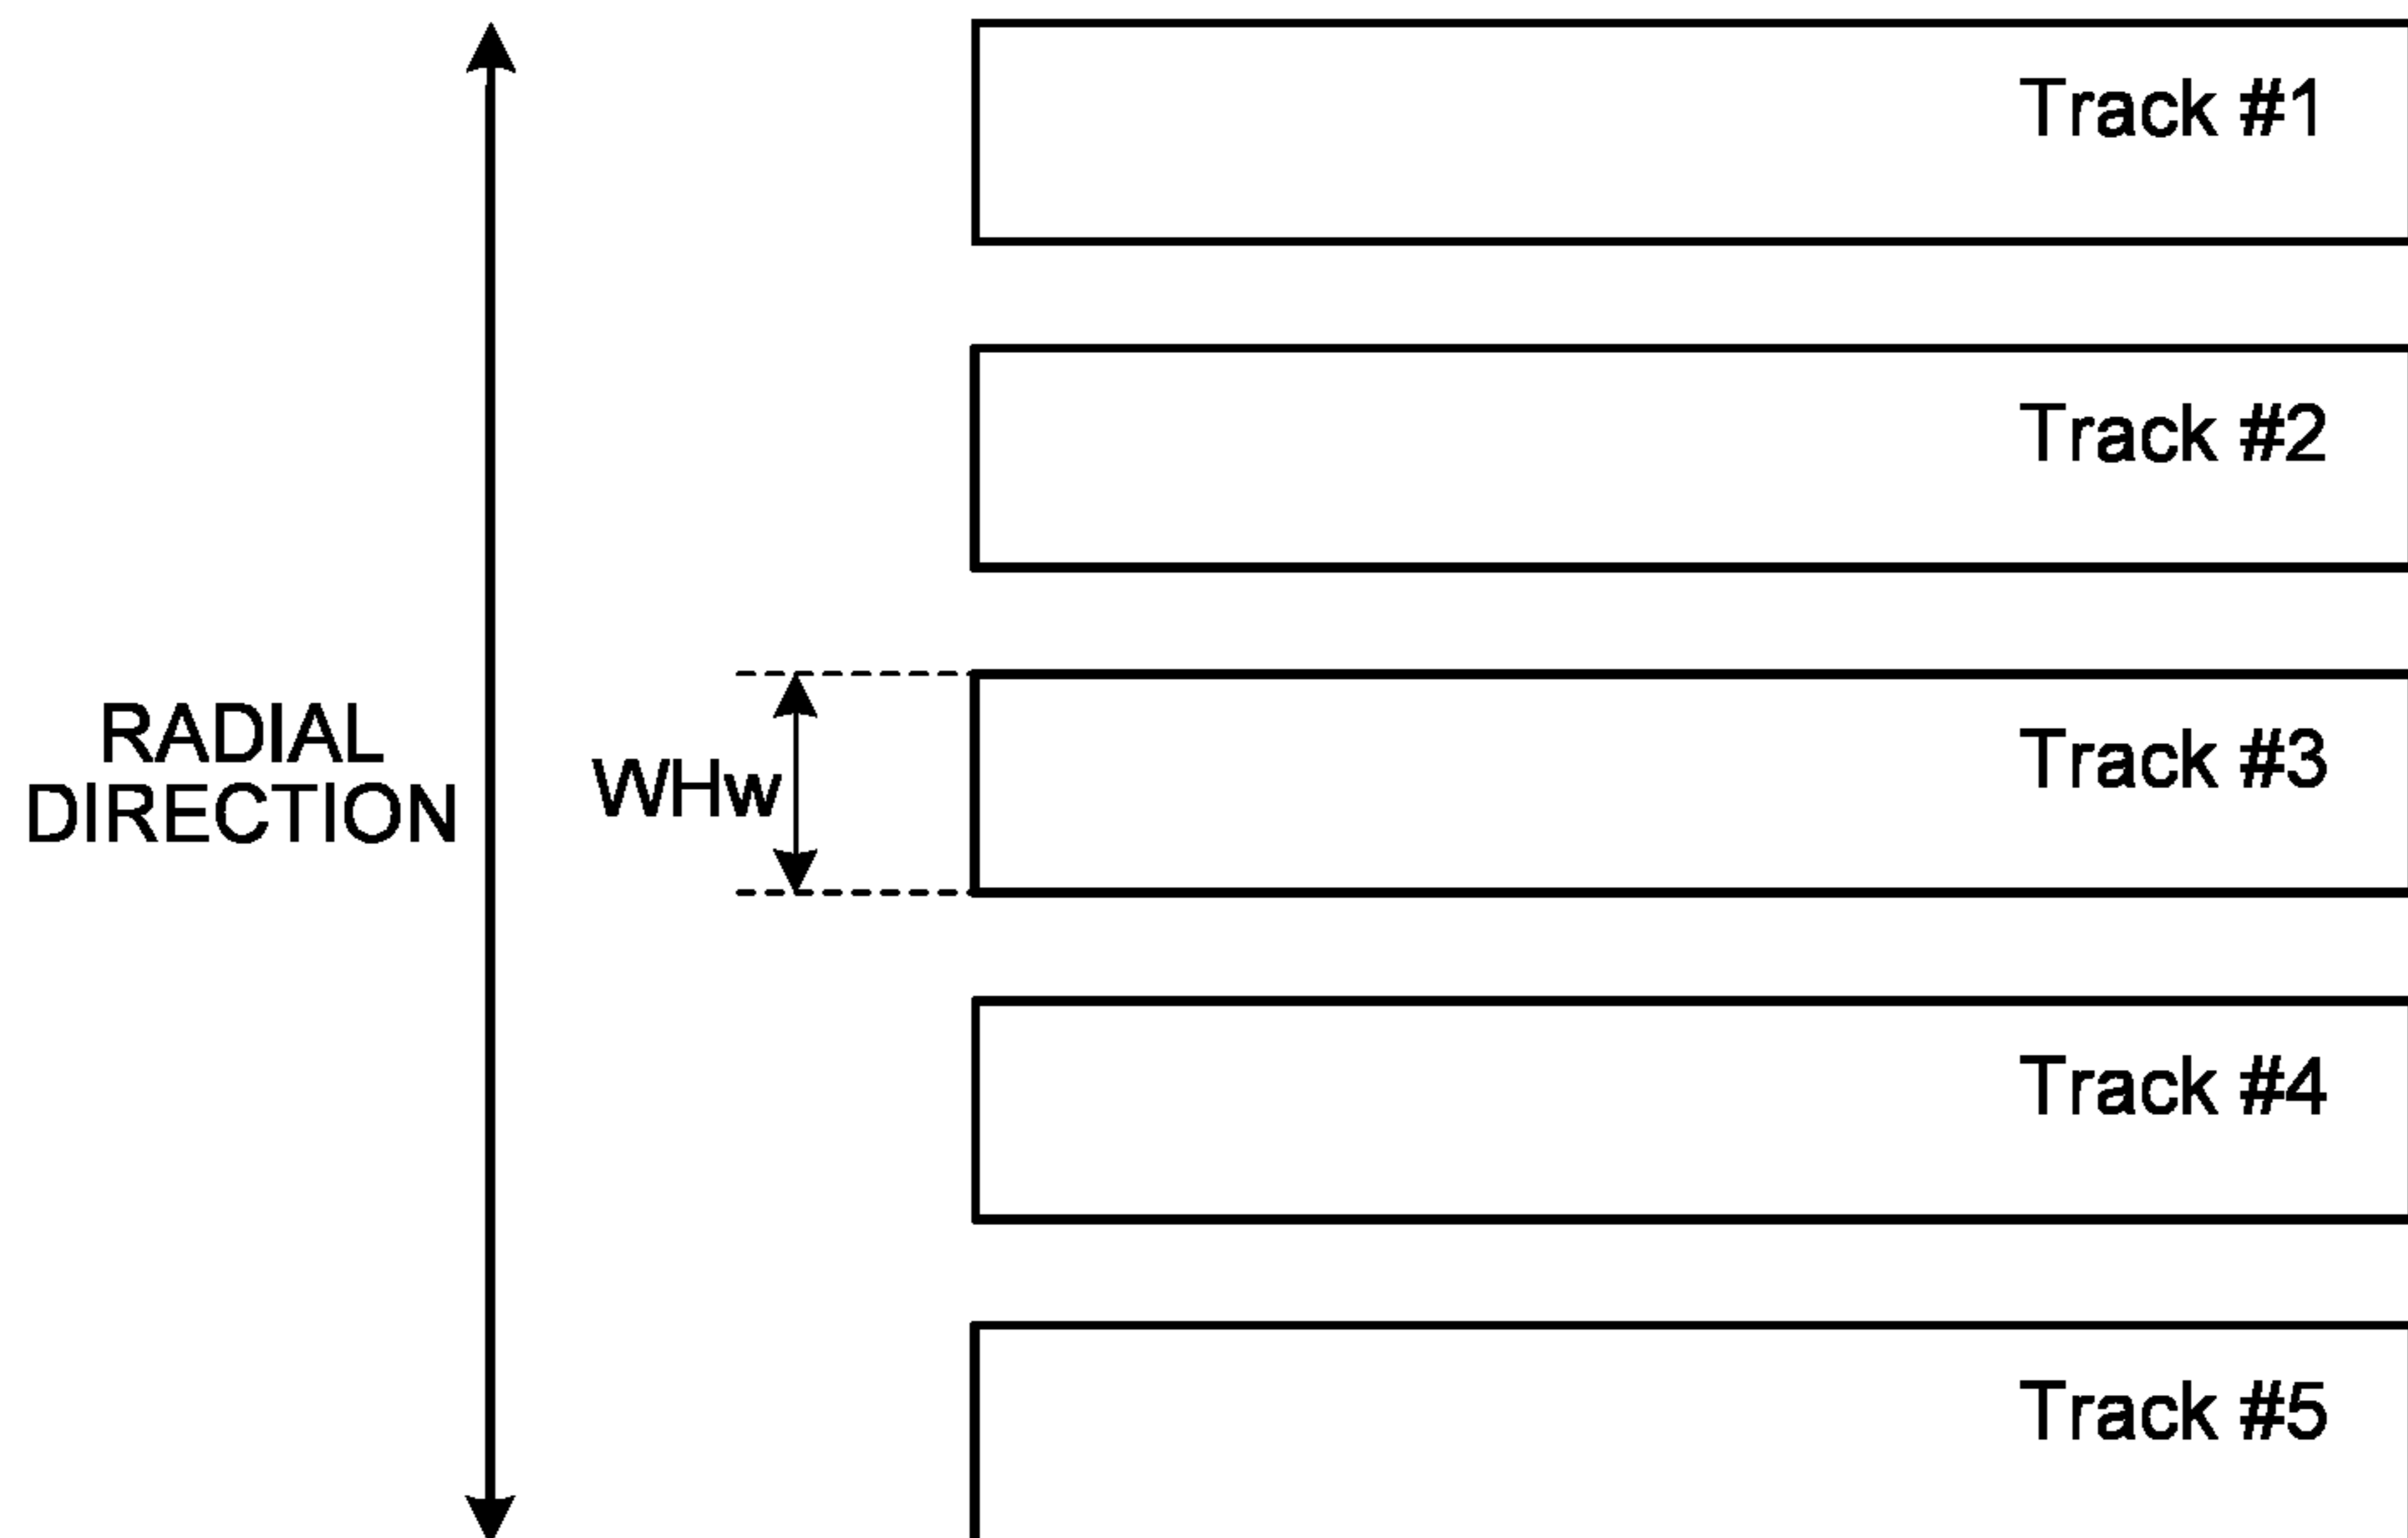 Track #1
Track #2
RADIAL
DIRECTION
WHw
Track #3
Track #4
Track #5